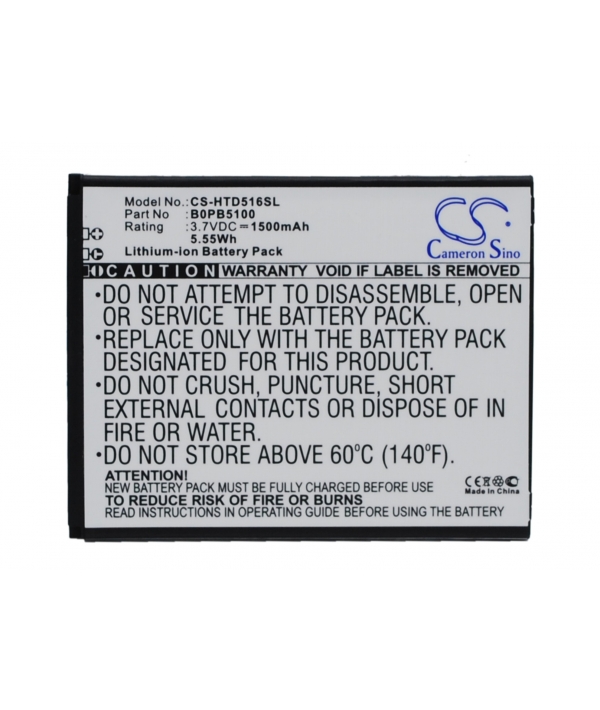 Model No.: CS-HTD516SL
Part No.: B0PB5100
Rating: 3.7VDC⎓1500mAh
5.55Wh
Lithium-ion Battery Pack
CS
Cameron Sino
CAUTION WARRANTY VOID IF LABEL IS REMOVED
•DO NOT ATTEMPT TO DISASSEMBLE, OPEN
OR SERVICE THE BATTERY PACK.
•REPLACE ONLY WITH THE BATTERY PACK
DESIGNATED FOR THIS PRODUCT.
•DO NOT CRUSH, PUNCTURE, SHORT
EXTERNAL CONTACTS OR DISPOSE OF IN
FIRE OR WATER.
•DO NOT STORE ABOVE 60°C (140°F).
NEW BATTERY PACK MUST BE FULLY CHARGED BEFORE USE
TO REDUCE RISK OF FIRE OR BURNS
READ INSTRUCTIONS IN OPERATING USING THE BATTERY
CE
Made in China